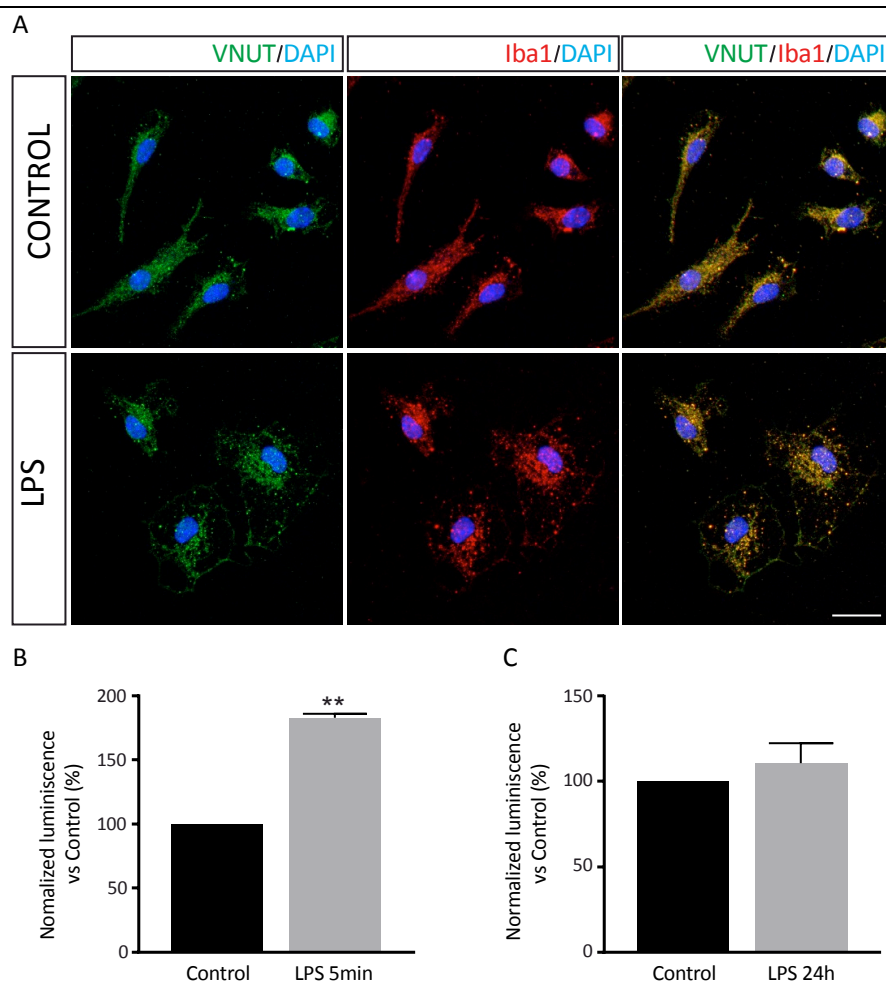 A
VNUT/DAPI
Iba1/DAPI
VNUT/Iba1/DAPI
CONTROL
LPS
B
Nomalized luminiscence
vs Control (%)
200
150
100
50
0
**
Control
LPS 5min
C
Normalized luminiscence
vs Control (%)
150
100
50
0
Control
LPS 24h